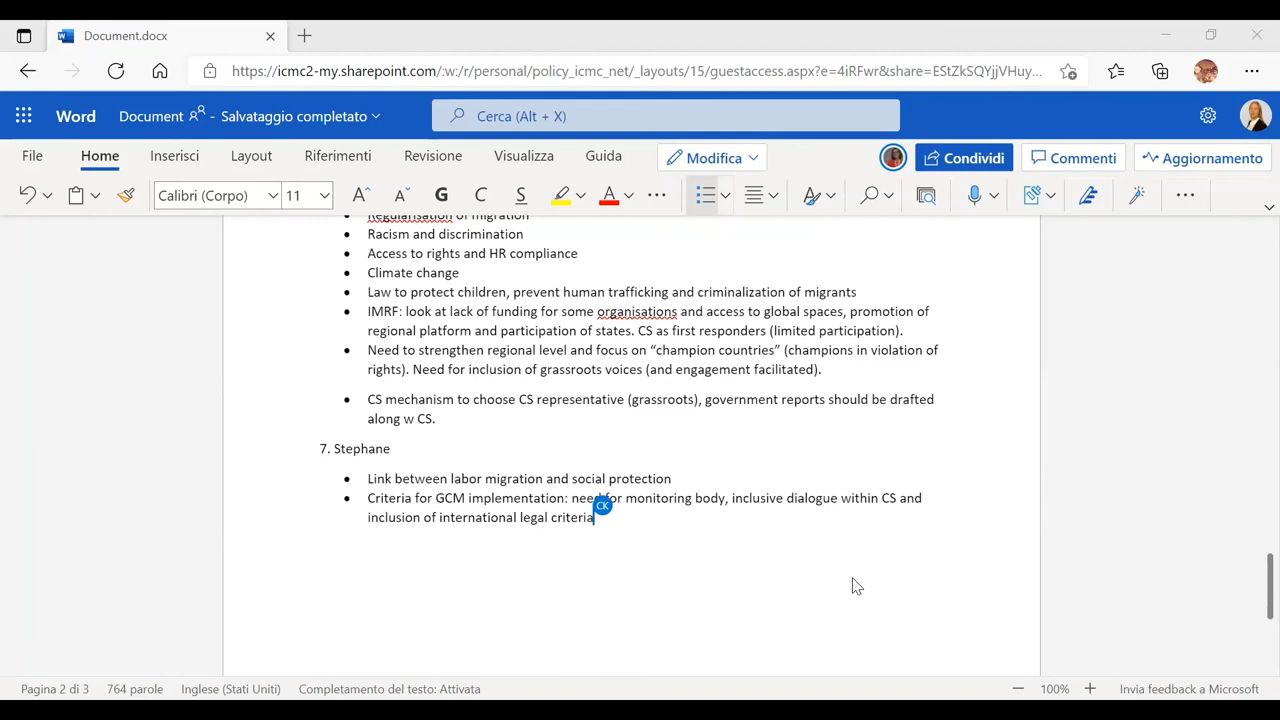 Document.docx
https://icmc2-my.sharepoint.com/:w:/r/personal/policy_icmc_net/_layouts/15/guestaccess.aspx?e=4iRFwr&share=EStZkSQYjjVHuy...
Word Document - Salvataggio completato Cerca (Alt + X)
File Home Inserisci Layout Riferimenti Revisione Visualizza Guida Modifica Condividi Commenti Aggiornamento
Calibri (Corpo) 11 G C S
• Regularisation of migration
• Racism and discrimination
• Access to rights and HR compliance
• Climate change
• Law to protect children, prevent human trafficking and criminalization of migrants
• IMRF: look at lack of funding for some organisations and access to global spaces, promotion of
regional platform and participation of states. CS as first responders (limited participation).
• Need to strengthen regional level and focus on “champion countries” (champions in violation of
rights). Need for inclusion of grassroots voices (and engagement facilitated).
• CS mechanism to choose CS representative (grassroots), government reports should be drafted
along w CS.
7. Stephane
• Link between labor migration and social protection
• Criteria for GCM implementation: need for monitoring body, inclusive dialogue within CS and
inclusion of international legal criteria
CK
Pagina 2 di 3 764 parole Inglese (Stati Uniti) Completamento del testo: Attivata 100% Invia feedback a Microsoft